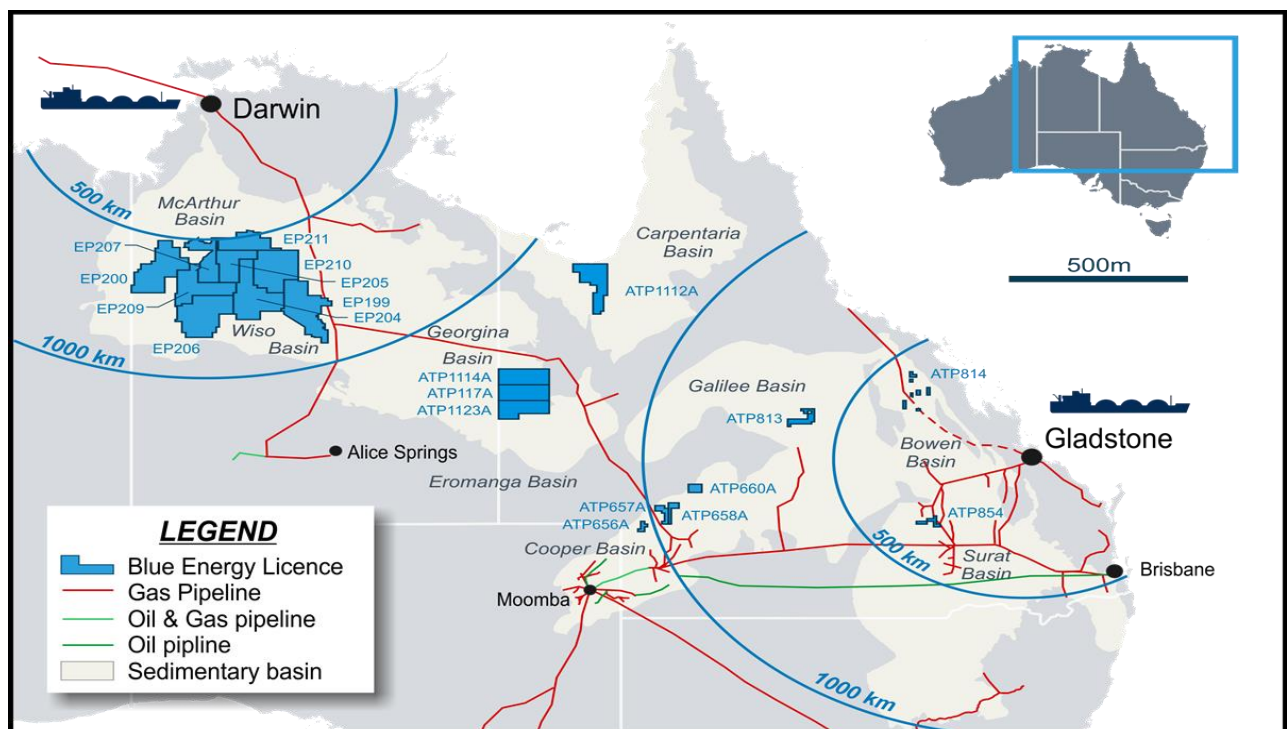 Darwin
500 km
McArthur
Basin
EP207
EP211
EP200
EP210
EP205
EP209
EP199
EP204
EP206
Wiso
Basin
1000 km
Carpentaria
Basin
ATP1112A
500m
Georgina
Basin
ATP1114A
ATP117A
ATP1123A
Galilee Basin
ATP813
ATP814
Gladstone
Bowen
Basin
Alice Springs
Eromanga Basin
ATP660A
ATP657A
ATP658A
ATP656A
ATP854
Cooper Basin
500 km
Surat
Basin
Brisbane
Moomba
1000 km
LEGEND
Blue Energy Licence
Gas Pipeline
Oil & Gas pipeline
Oil pipline
Sedimentary basin